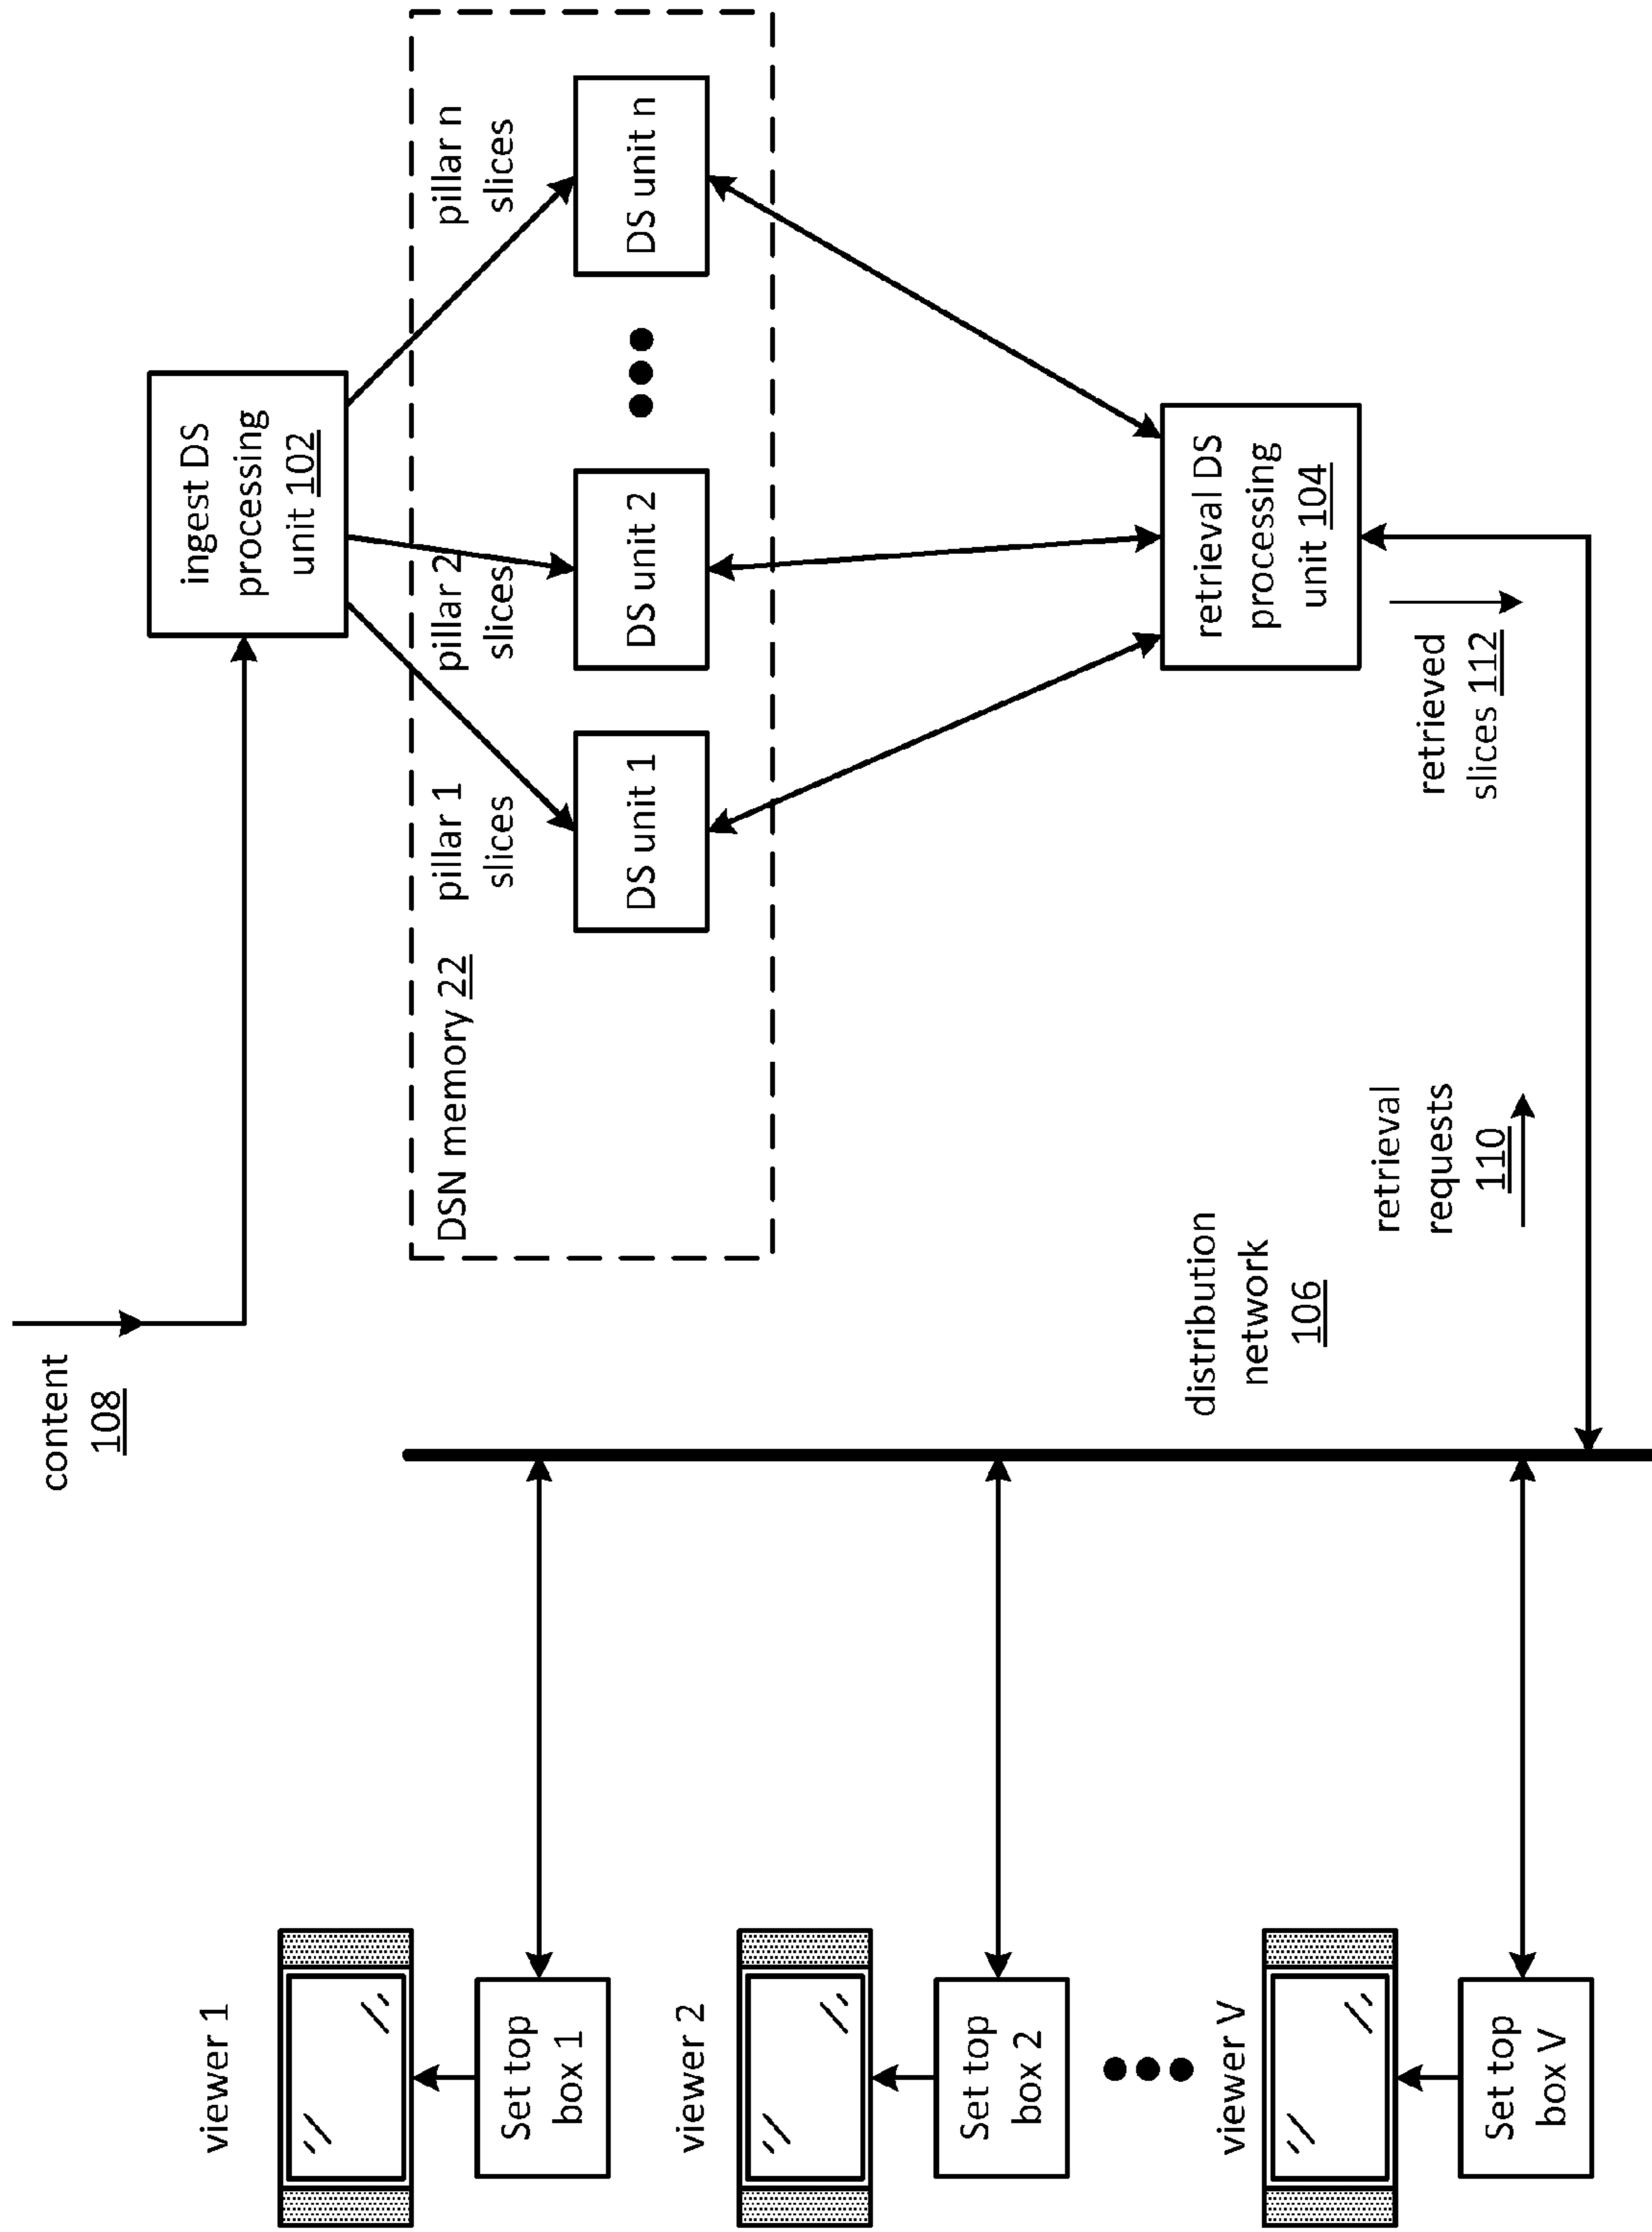 content
108
ingest DS
processing
unit 102
DSN memory 22
pillar 1
slices
pillar 2
slices
pillar n
slices
DS unit 1
DS unit 2
DS unit n
retrieval DS
processing
unit 104
retrieved
slices 112
retrieval
requests
110
distribution
network
106
viewer 1
Set top
box 1
viewer 2
Set top
box 2
viewer V
Set top
box V